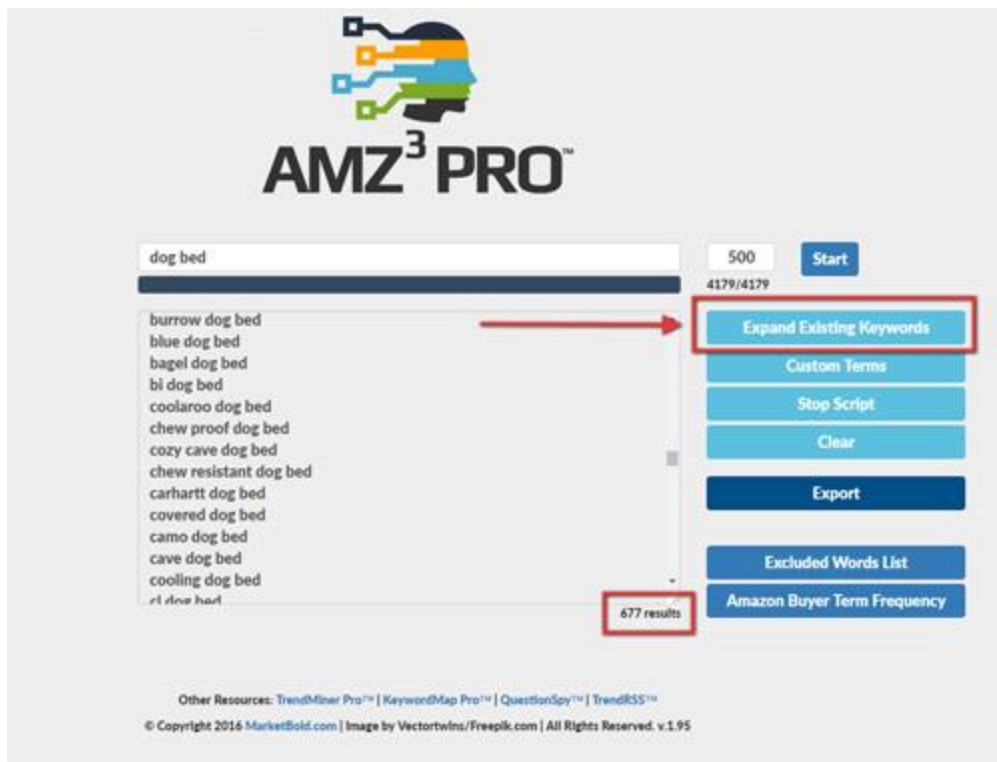 AMZ³ PRO™
dog bed
500
Start
4179/4179
burrow dog bed
blue dog bed
bagel dog bed
bi dog bed
coolaroo dog bed
chew proof dog bed
cozy cave dog bed
chew resistant dog bed
carhartt dog bed
covered dog bed
camo dog bed
cave dog bed
cooling dog bed
cl dog bed
677 results
Expand Existing Keywords
Custom Terms
Stop Script
Clear
Export
Excluded Words List
Amazon Buyer Term Frequency
Other Resources: TrendMiner Pro™ | KeywordMap Pro™ | QuestionSpy™ | TrendRSS™
© Copyright 2016 MarketBold.com | Image by Vectortwins/Freepik.com | All Rights Reserved. v.1.95